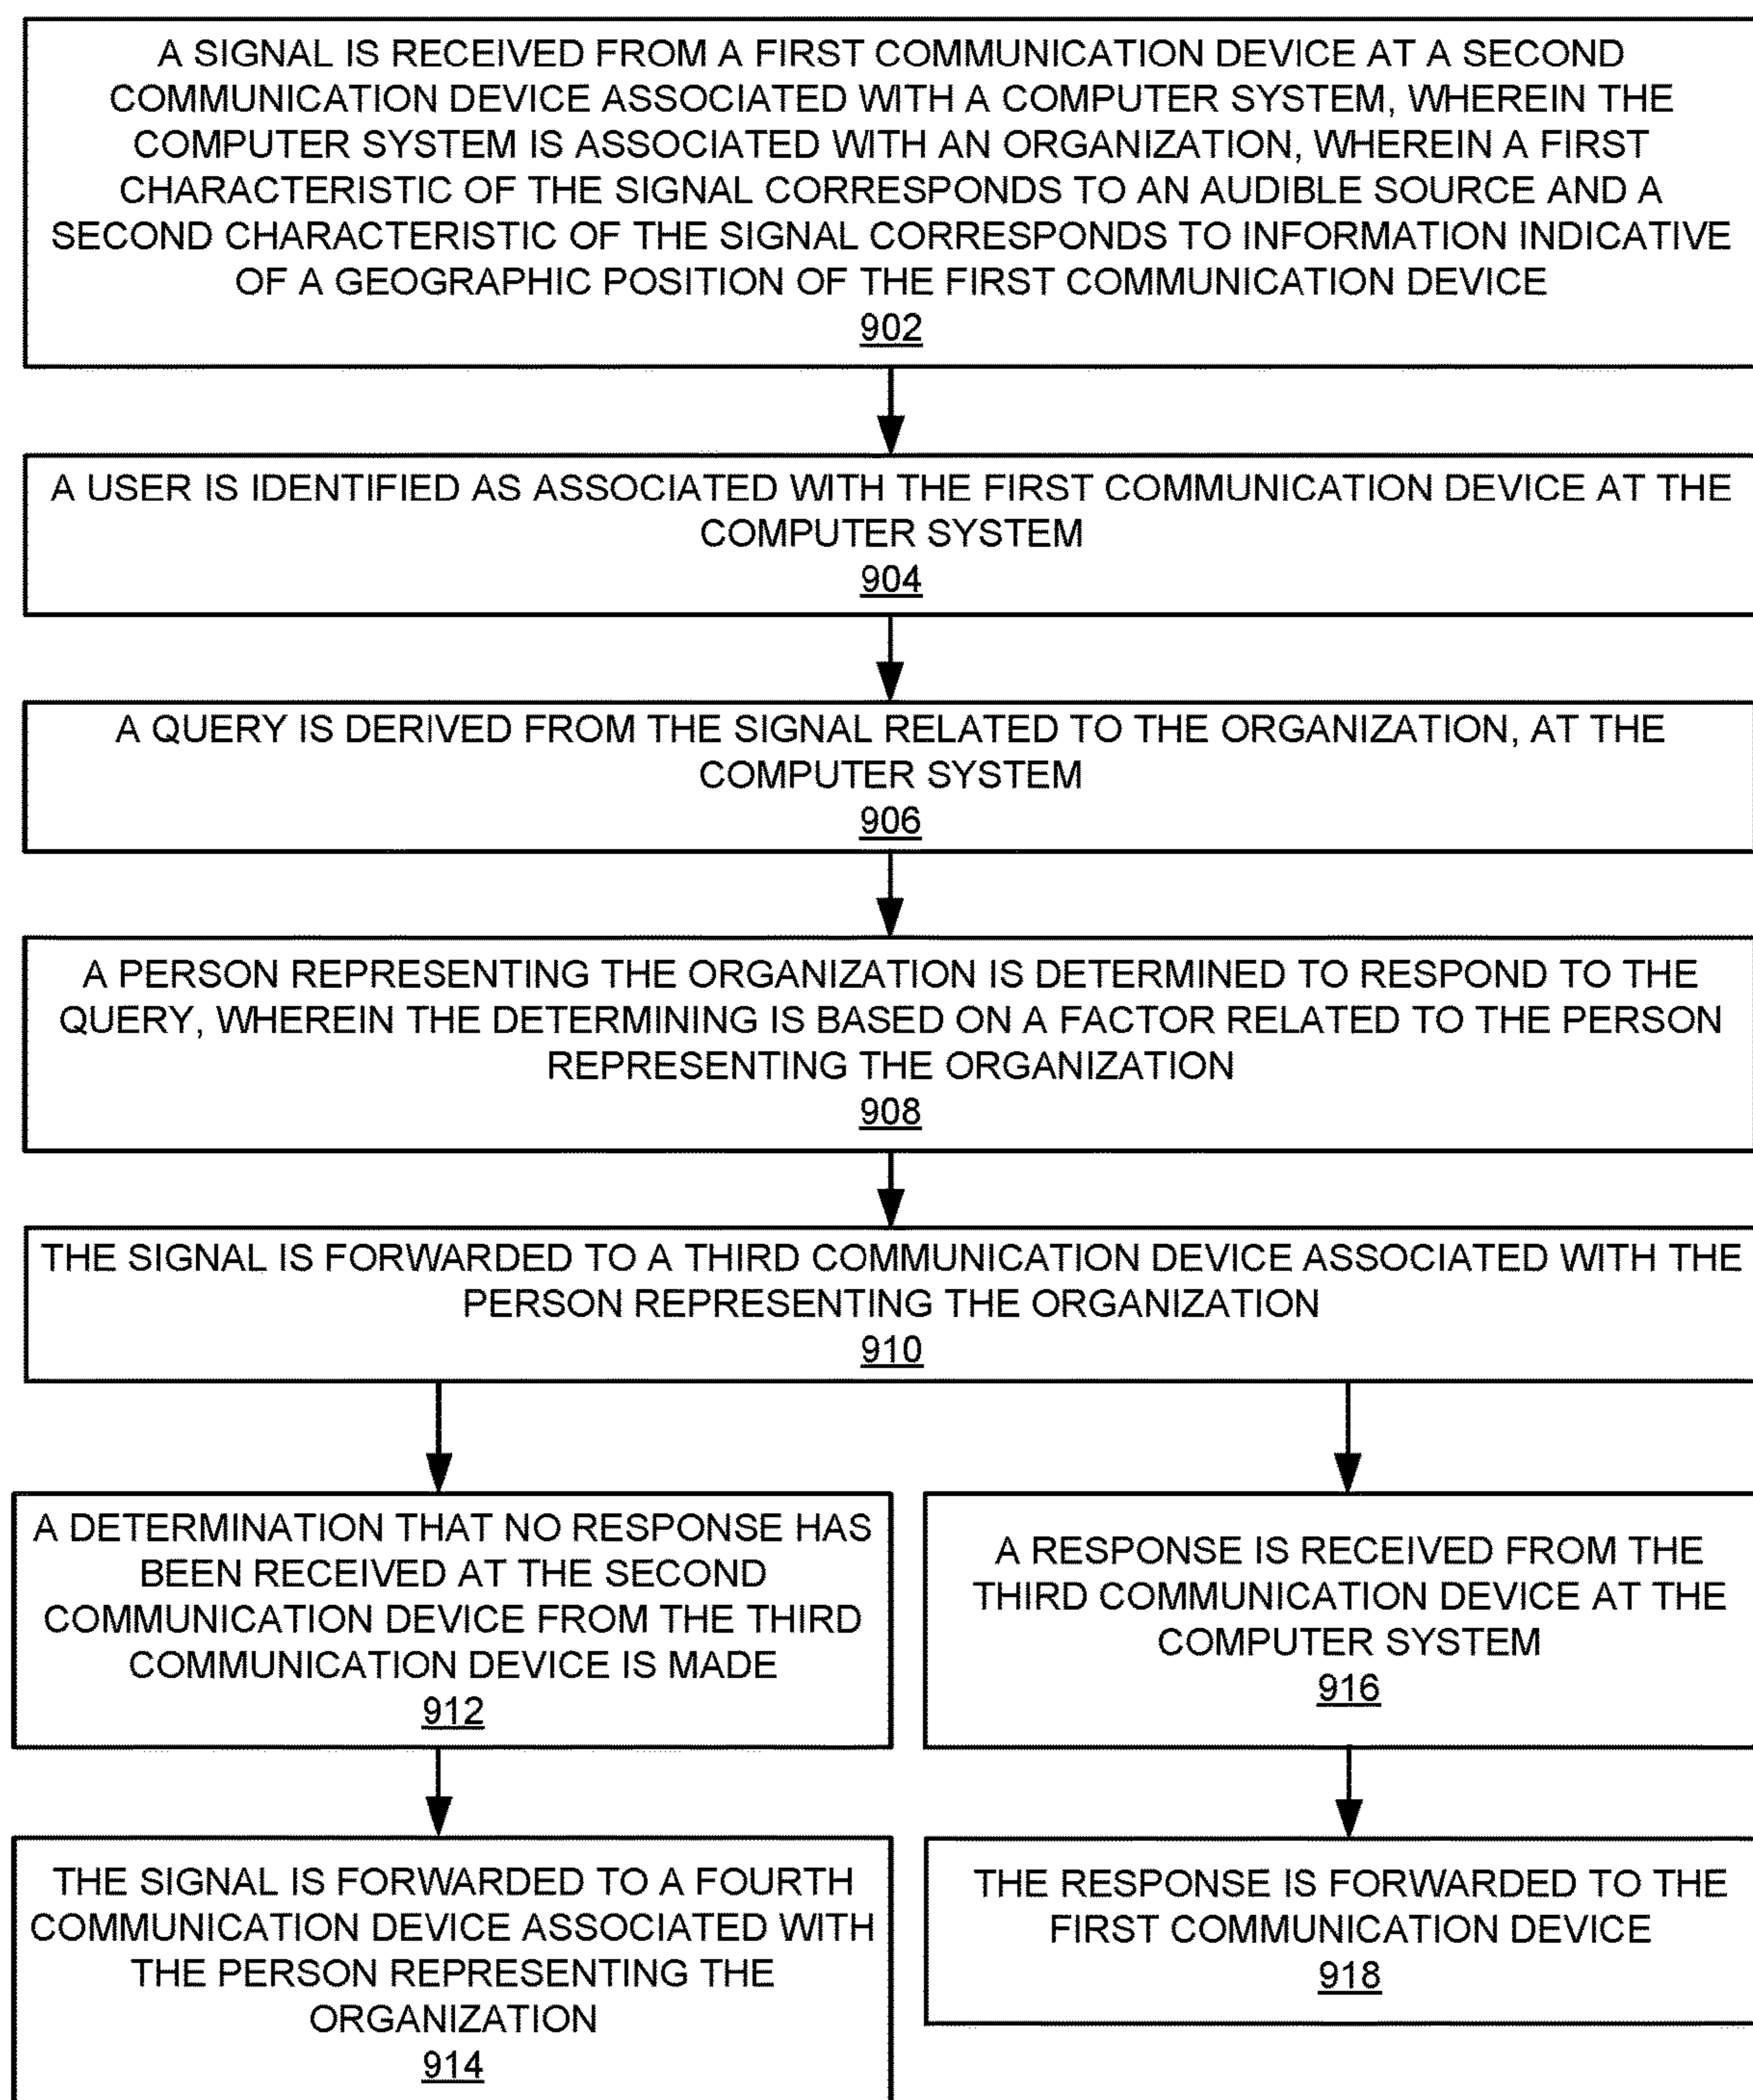 A SIGNAL IS RECEIVED FROM A FIRST COMMUNICATION DEVICE AT A SECOND
COMMUNICATION DEVICE ASSOCIATED WITH A COMPUTER SYSTEM, WHEREIN THE
COMPUTER SYSTEM IS ASSOCIATED WITH AN ORGANIZATION, WHEREIN A FIRST
CHARACTERISTIC OF THE SIGNAL CORRESPONDS TO AN AUDIBLE SOURCE AND A
SECOND CHARACTERISTIC OF THE SIGNAL CORRESPONDS TO INFORMATION INDICATIVE
OF A GEOGRAPHIC POSITION OF THE FIRST COMMUNICATION DEVICE
902
A USER IS IDENTIFIED AS ASSOCIATED WITH THE FIRST COMMUNICATION DEVICE AT THE
COMPUTER SYSTEM
904
A QUERY IS DERIVED FROM THE SIGNAL RELATED TO THE ORGANIZATION, AT THE
COMPUTER SYSTEM
906
A PERSON REPRESENTING THE ORGANIZATION IS DETERMINED TO RESPOND TO THE
QUERY, WHEREIN THE DETERMINING IS BASED ON A FACTOR RELATED TO THE PERSON
REPRESENTING THE ORGANIZATION
908
THE SIGNAL IS FORWARDED TO A THIRD COMMUNICATION DEVICE ASSOCIATED WITH THE
PERSON REPRESENTING THE ORGANIZATION
910
A DETERMINATION THAT NO RESPONSE HAS
BEEN RECEIVED AT THE SECOND
COMMUNICATION DEVICE FROM THE THIRD
COMMUNICATION DEVICE IS MADE
912
THE SIGNAL IS FORWARDED TO A FOURTH
COMMUNICATION DEVICE ASSOCIATED WITH
THE PERSON REPRESENTING THE
ORGANIZATION
914
A RESPONSE IS RECEIVED FROM THE
THIRD COMMUNICATION DEVICE AT THE
COMPUTER SYSTEM
916
THE RESPONSE IS FORWARDED TO THE
FIRST COMMUNICATION DEVICE
918